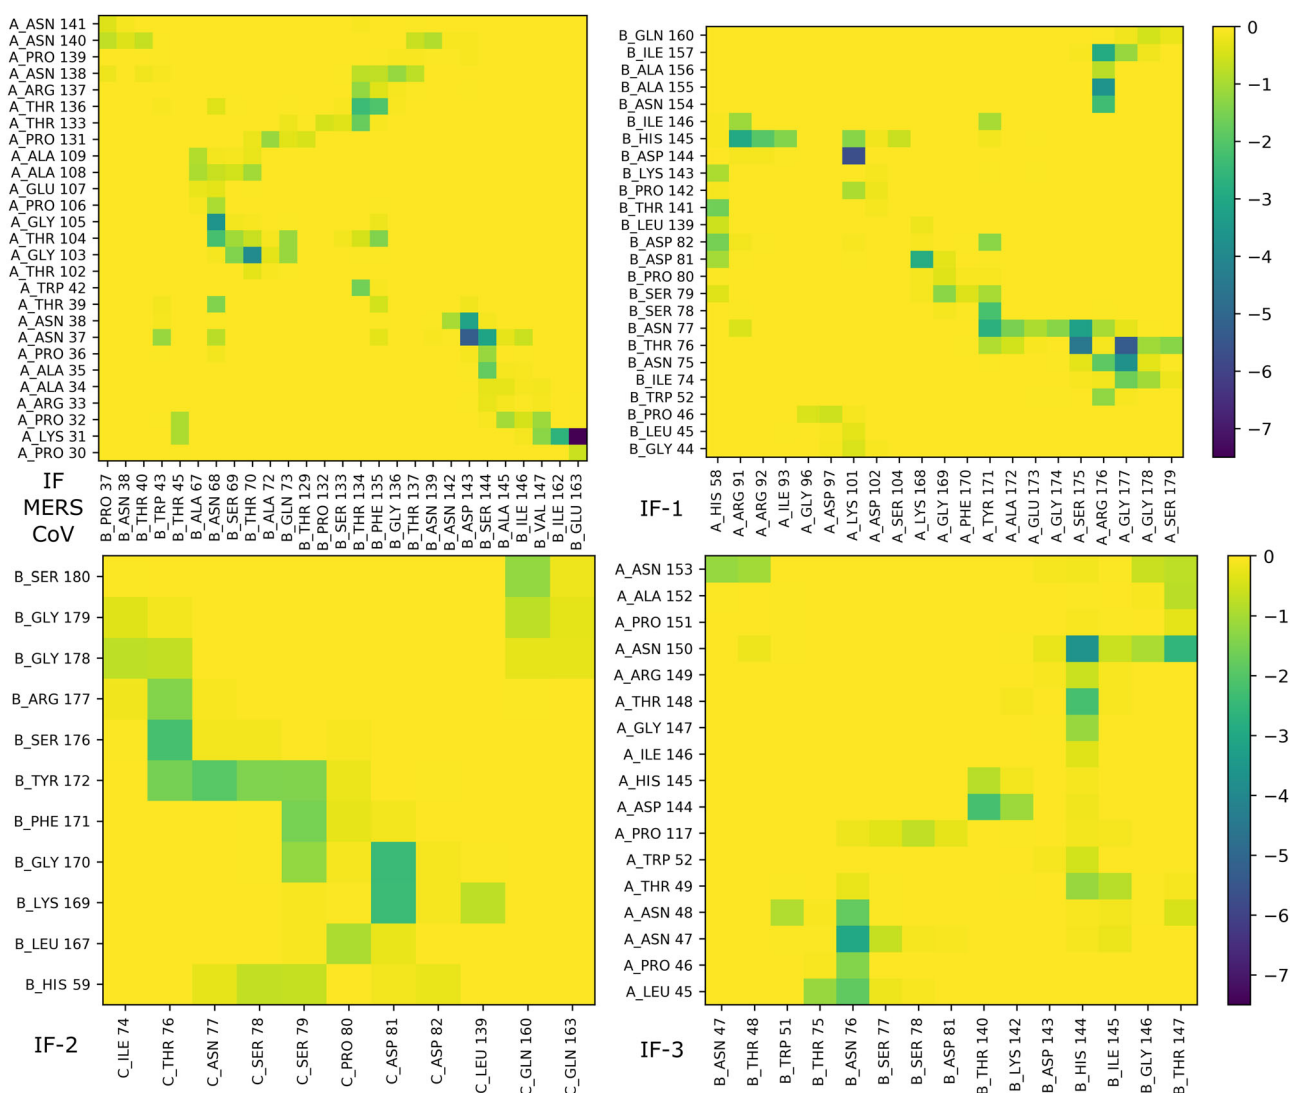 A_ASN 141
A_ASN 140
A_PRO 139
A_ASN 138
A_ARG 137
A_THR 136
A_THR 133
A_PRO 131
A_ALA 109
A_ALA 108
A_GLU 107
A_PRO 106
A_GLY 105
A_THR 104
A_GLY 103
A_THR 102
A_TRP 42
A_THR 39
A_ASN 38
A_ASN 37
A_PRO 36
A_ALA 35
A_ALA 34
A_ARG 33
A_PRO 32
A_LYS 31
A_PRO 30
IF
MERS
CoV
B_PRO 37
B_ASN 38
B_THR 40
B_TRP 43
B_THR 45
B_ALA 67
B_ASN 68
B_SER 69
B_THR 70
B_ALA 72
B_GLN 73
B_THR 129
B_PRO 132
B_SER 133
B_THR 134
B_PHE 135
B_GLY 136
B_THR 137
B_ASN 139
B_ASN 142
B_ASP 143
B_SER 144
B_ALA 145
B_ILE 146
B_VAL 147
B_ILE 162
B_GLU 163
B_GLN 160
B_ILE 157
B_ALA 156
B_ALA 155
B_ASN 154
B_ILE 146
B_HIS 145
B_ASP 144
B_LYS 143
B_PRO 142
B_THR 141
B_LEU 139
B_ASP 82
B_ASP 81
B_PRO 80
B_SER 79
B_SER 78
B_ASN 77
B_THR 76
B_ASN 75
B_ILE 74
B_TRP 52
B_PRO 46
B_LEU 45
B_GLY 44
IF-1
A_HIS 58
A_ARG 91
A_ARG 92
A_ILE 93
A_GLY 96
A_ASP 97
A_LYS 101
A_ASP 102
A_SER 104
A_LYS 168
A_GLY 169
A_PHE 170
A_TYR 171
A_ALA 172
A_GLU 173
A_GLY 174
A_SER 175
A_ARG 176
A_GLY 177
A_GLY 178
A_SER 179
0
−1
−2
−3
−4
−5
−6
−7
B_SER 180
B_GLY 179
B_GLY 178
B_ARG 177
B_SER 176
B_TYR 172
B_PHE 171
B_GLY 170
B_LYS 169
B_LEU 167
B_HIS 59
IF-2
C_ILE 74
C_THR 76
C_ASN 77
C_SER 78
C_SER 79
C_PRO 80
C_ASP 81
C_ASP 82
C_LEU 139
C_GLN 160
C_GLN 163
A_ASN 153
A_ALA 152
A_PRO 151
A_ASN 150
A_ARG 149
A_THR 148
A_GLY 147
A_ILE 146
A_HIS 145
A_ASP 144
A_PRO 117
A_TRP 52
A_THR 49
A_ASN 48
A_ASN 47
A_PRO 46
A_LEU 45
IF-3
B_ASN 47
B_THR 48
B_TRP 51
B_THR 75
B_ASN 76
B_SER 77
B_SER 78
B_ASP 81
B_THR 140
B_LYS 142
B_ASP 143
B_HIS 144
B_ILE 145
B_GLY 146
B_THR 147
0
−1
−2
−3
−4
−5
−6
−7